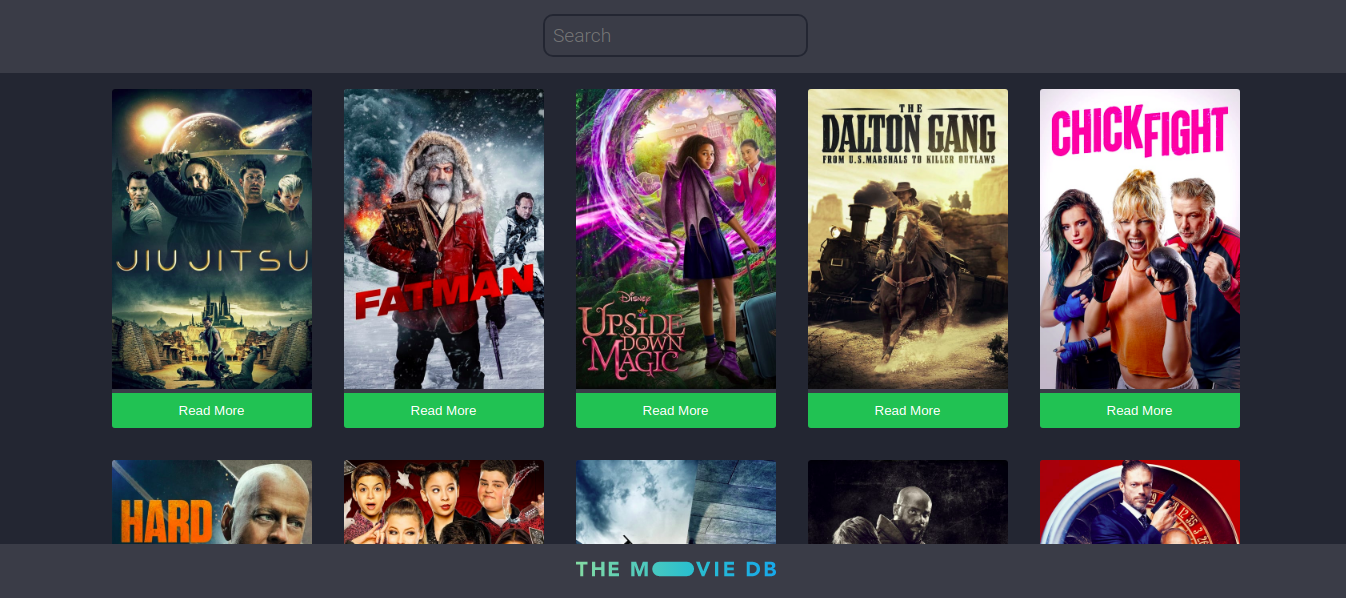 Search
JIU JITSU
FATMAN
Disney
UPSIDE
DOWN
MAGIC
THE
DALTON GANG
FROM U.S. MARSHALS TO KILLER OUTLAWS
CHICK FIGHT
Read More
Read More
Read More
Read More
Read More
HARD
THE MOVIE DB